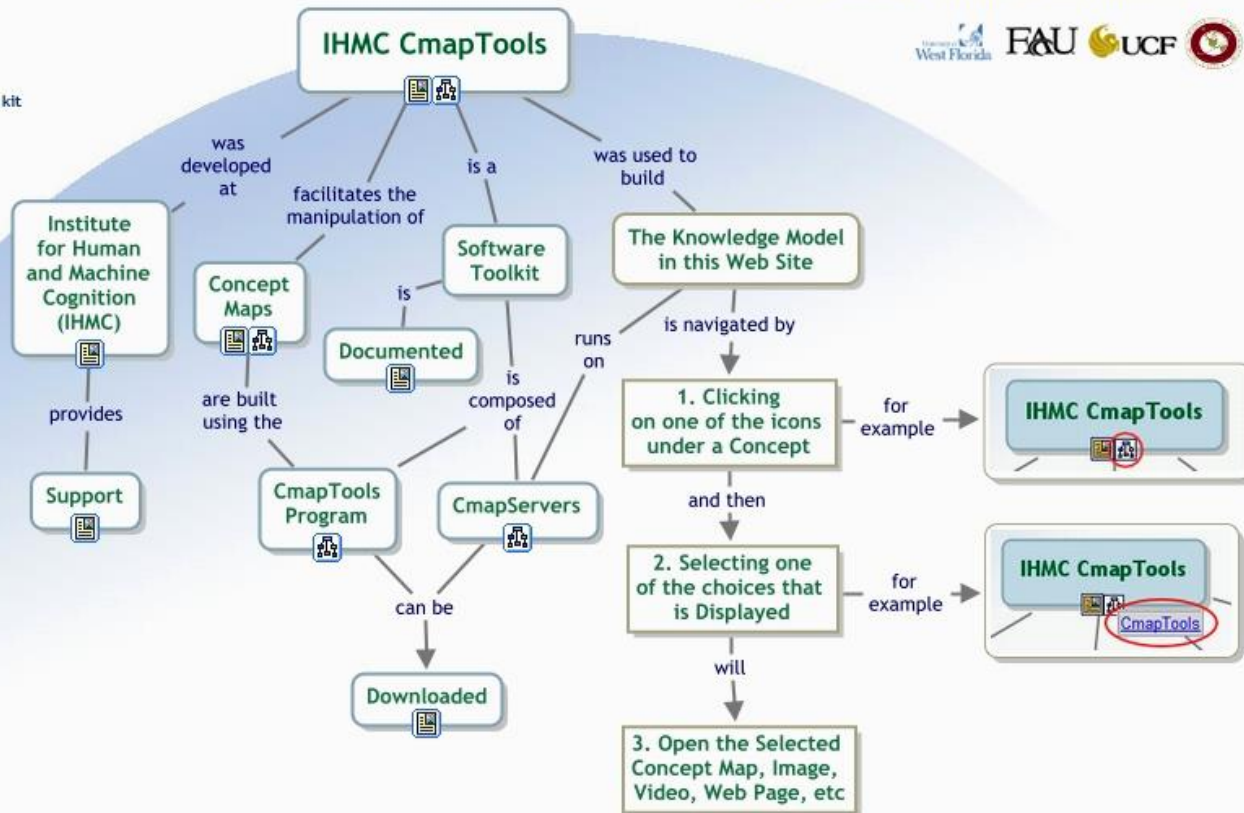 IHMC CmapTools
West Florida
FAU
UCF
kit
was
developed
at
facilitates the
manipulation of
is a
was used to
build
Institute
for Human
and Machine
Cognition
(IHMC)
Concept
Maps
Software
Toolkit
The Knowledge Model
in this Web Site
is
Documented
is
composed
of
runs
on
is navigated by
provides
are built
using the
1. Clicking
on one of the icons
under a Concept
for
example
IHMC CmapTools
Support
CmapTools
Program
CmapServers
and then
2. Selecting one
of the choices that
is Displayed
for
example
IHMC CmapTools
CmapTools
can be
will
Downloaded
3. Open the Selected
Concept Map, Image,
Video, Web Page, etc